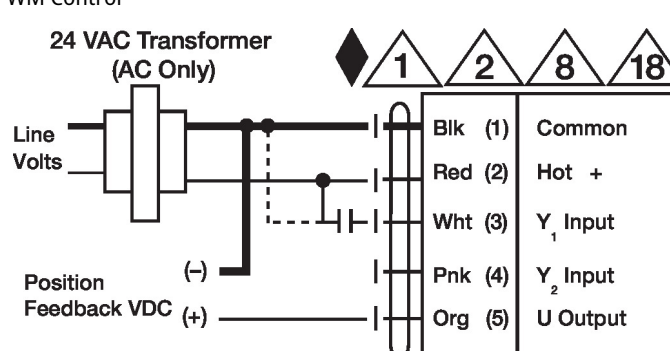 WM Control
24 VAC Transformer
(AC Only)
1 2 8 18
Line
Volts
Blk (1) Common
Red (2) Hot +
Wht (3) Y1 Input
Pnk (4) Y2 Input
Org (5) U Output
(–)
Position
Feedback VDC (+)